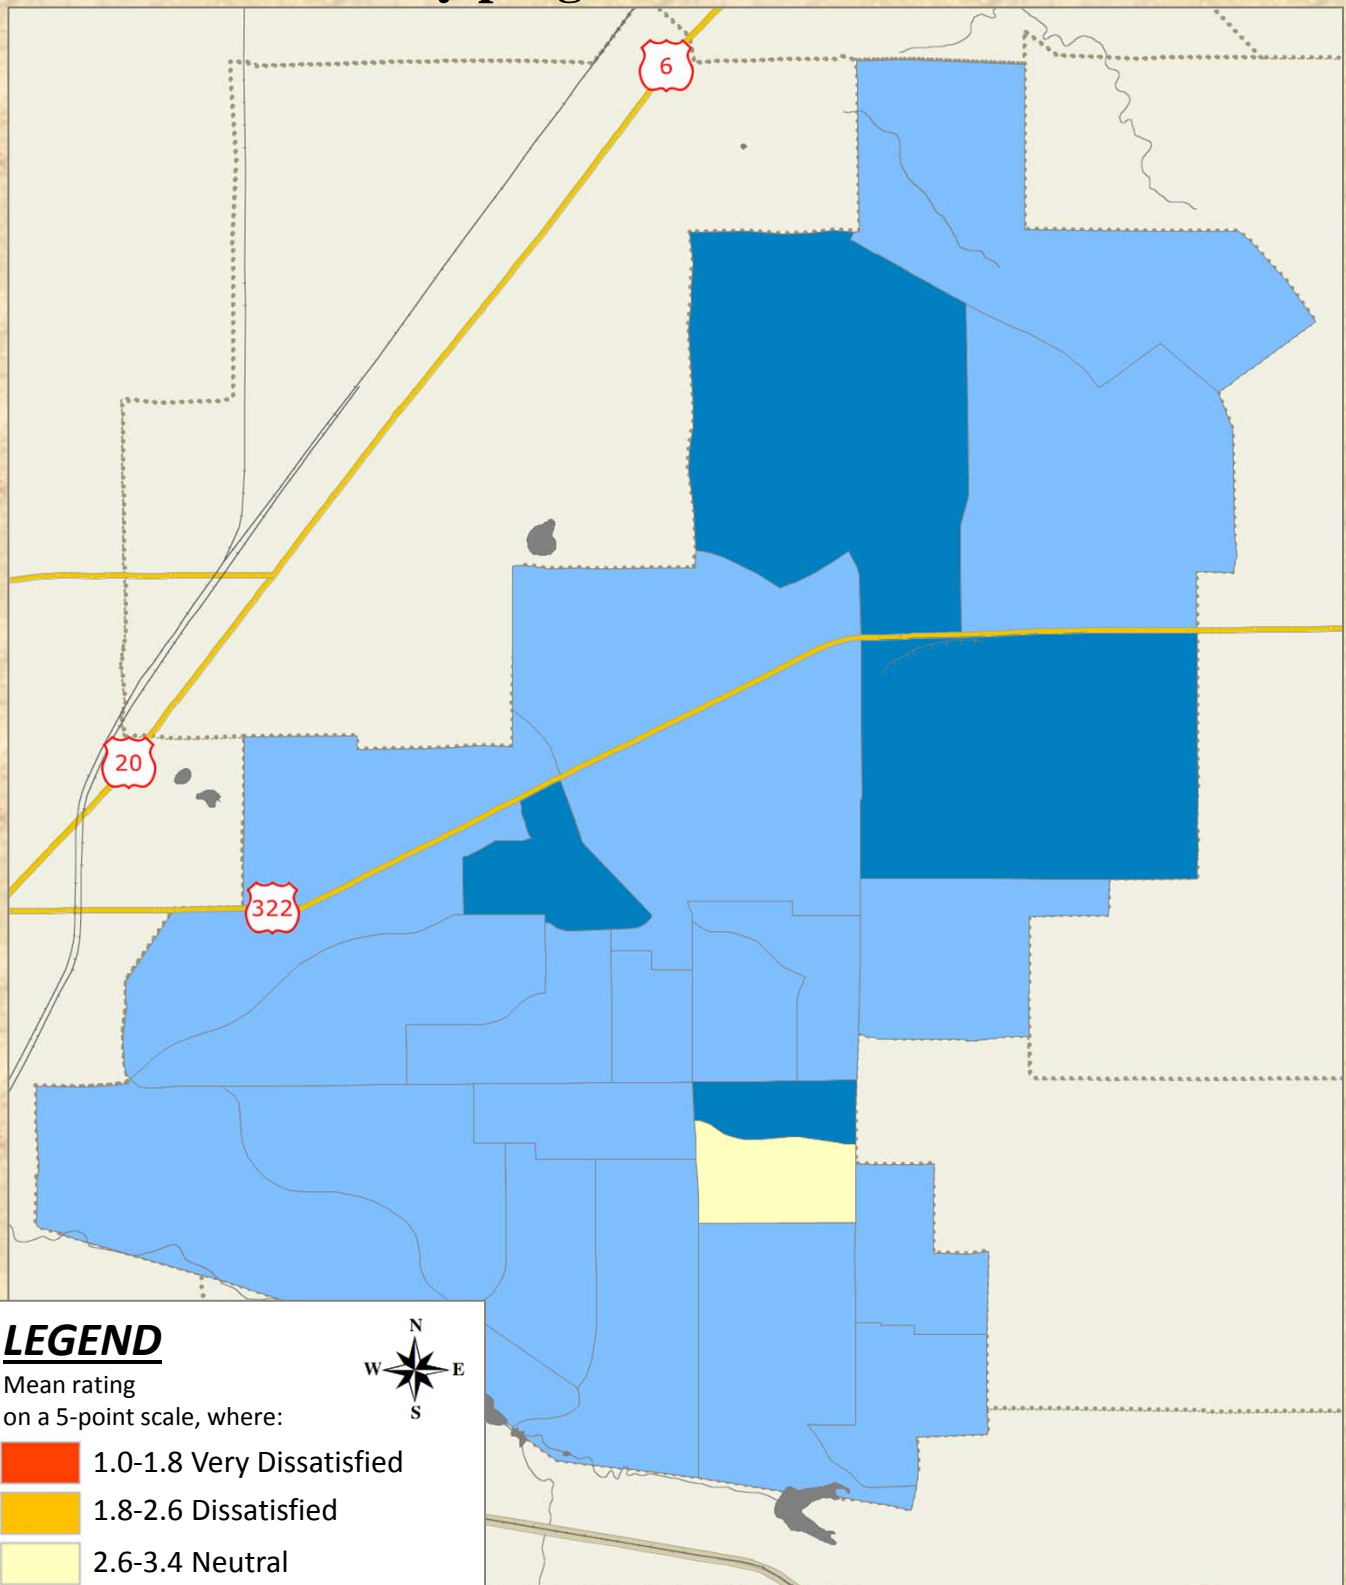 6
20
322
LEGEND
N
W E
S
Mean rating
on a 5-point scale, where:
1.0-1.8 Very Dissatisfied
1.8-2.6 Dissatisfied
2.6-3.4 Neutral